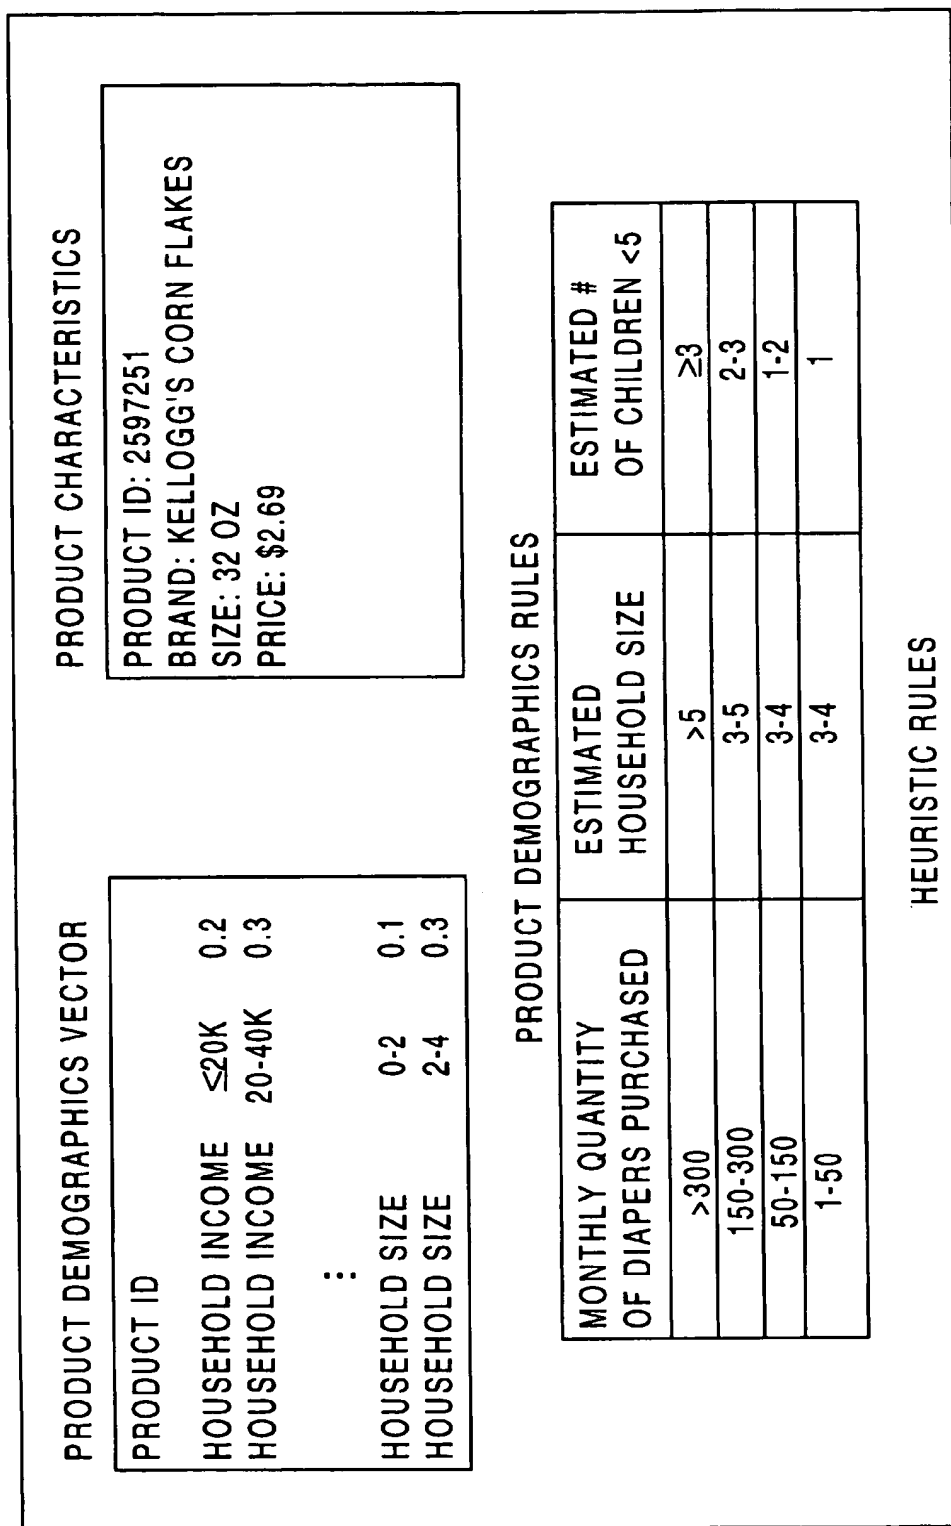 PRODUCT DEMOGRAPHICS VECTOR
PRODUCT ID
HOUSEHOLD INCOME ≤20K 0.2
HOUSEHOLD INCOME 20-40K 0.3
⋮
HOUSEHOLD SIZE 0-2 0.1
HOUSEHOLD SIZE 2-4 0.3
PRODUCT CHARACTERISTICS
PRODUCT ID: 2597251
BRAND: KELLOGG'S CORN FLAKES
SIZE: 32 OZ
PRICE: $2.69
PRODUCT DEMOGRAPHICS RULES
MONTHLY QUANTITY
OF DIAPERS PURCHASED
ESTIMATED
HOUSEHOLD SIZE
ESTIMATED #
OF CHILDREN <5
>300 >5 ≥3
150-300 3-5 2-3
50-150 3-4 1-2
1-50 3-4 1
HEURISTIC RULES